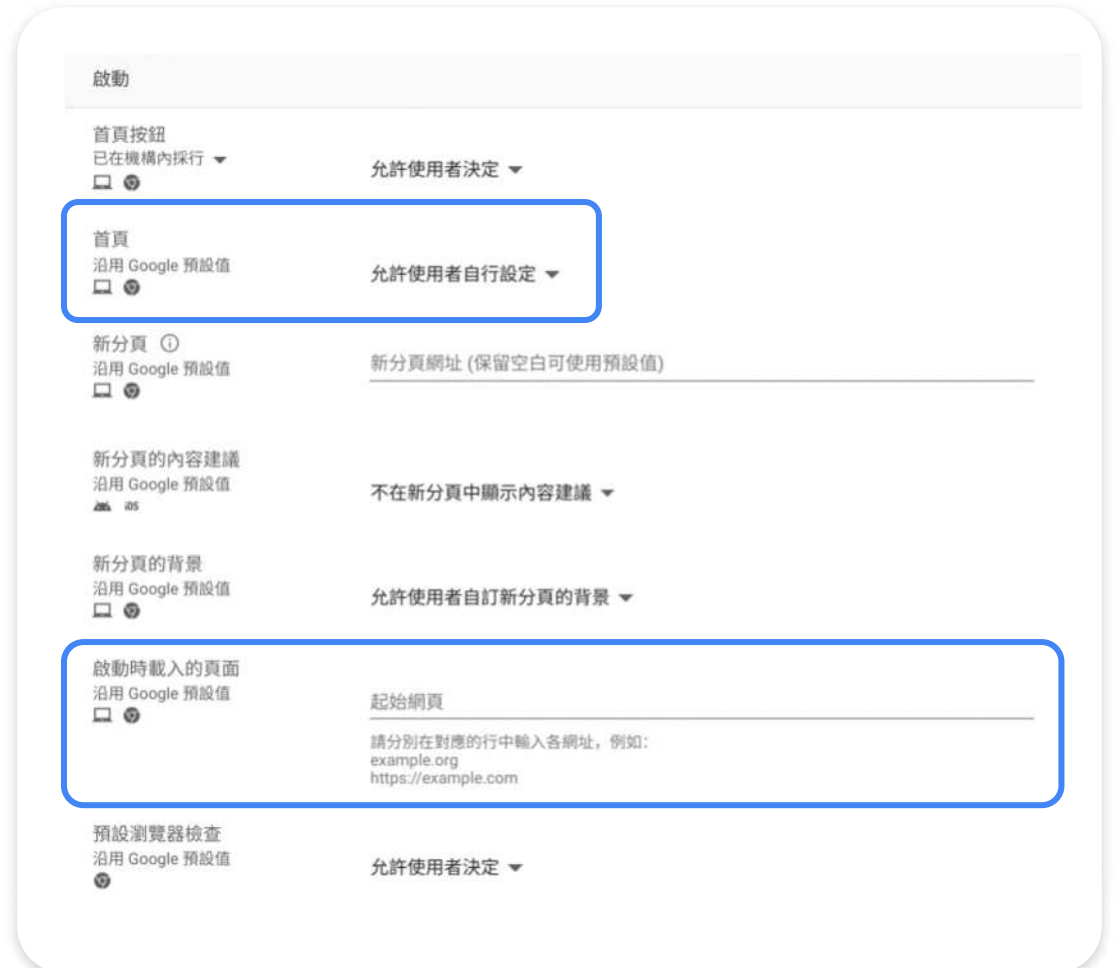 啟動
首頁按鈕
已在機構內採行
允許使用者決定
首頁
沿用 Google 預設值
允許使用者自行設定
新分頁
沿用 Google 預設值
新分頁網址 (保留空白可使用預設值)
新分頁的內容建議
沿用 Google 預設值
iOS
不在新分頁中顯示內容建議
新分頁的背景
沿用 Google 預設值
允許使用者自訂新分頁的背景
啟動時載入的頁面
沿用 Google 預設值
起始網頁
請分別在對應的行中輸入各網址，例如：
example.org
https://example.com
預設瀏覽器檢查
沿用 Google 預設值
允許使用者決定